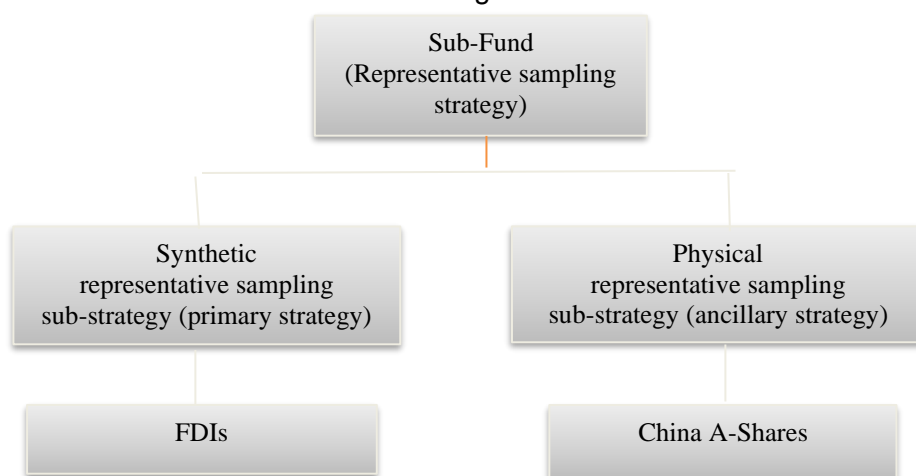 Sub-Fund
(Representative sampling
strategy)
Synthetic
representative sampling
sub-strategy (primary strategy)
Physical
representative sampling
sub-strategy (ancillary strategy)
FDIs
China A-Shares